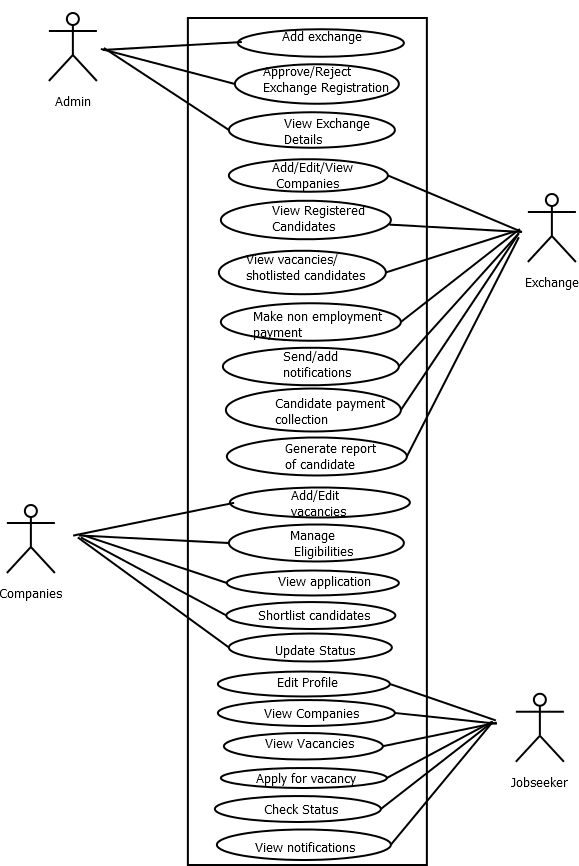 Add exchange
Admin
Approve/Reject
Exchange Registration
View Exchange
Details
Add/Edit/View
Companies
View Registered
Candidates
View vacancies/
shotlisted candidates
Exchange
Make non employment
payment
Send/add
notifications
Candidate payment
collection
Generate report
of candidate
Add/Edit
vacancies
Manage
Eligibilities
Companies
View application
Shortlist candidates
Update Status
Edit Profile
View Companies
View Vacancies
Apply for vacancy
Jobseeker
Check Status
View notifications